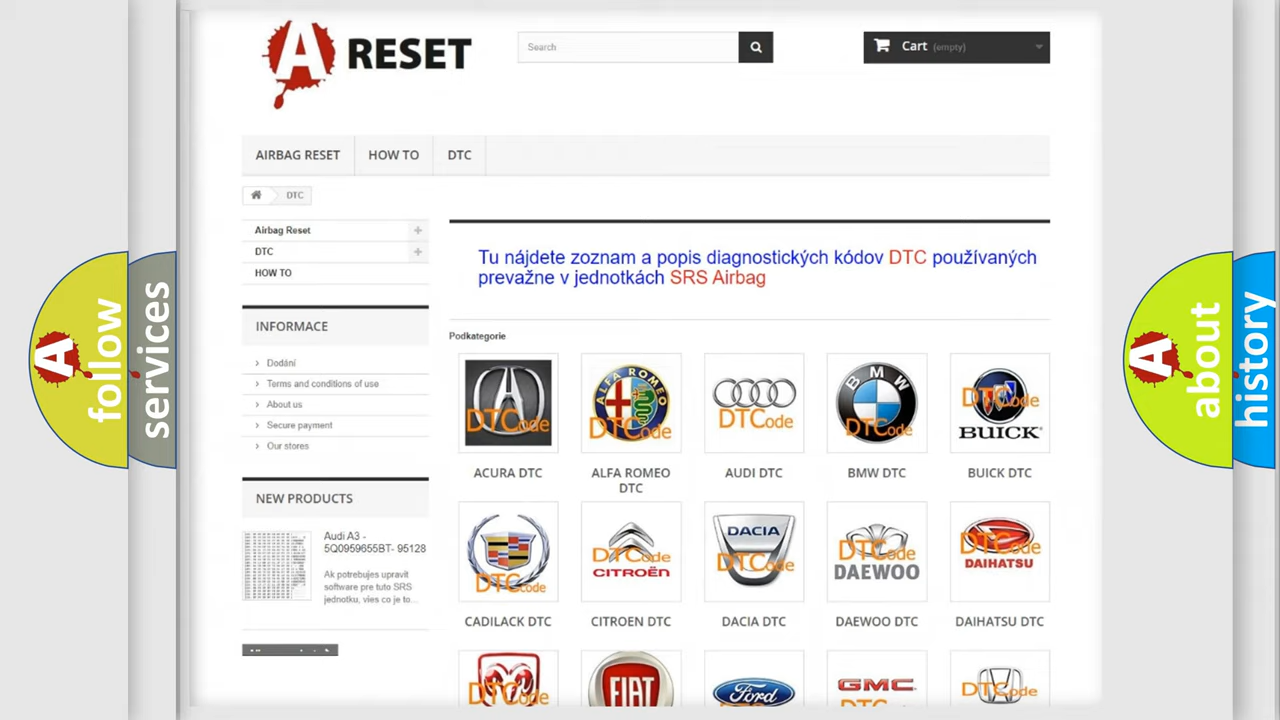 A RESET
Search
Cart (empty)
AIRBAG RESET
HOW TO
DTC
DTC
Airbag Reset
DTC
HOW TO
Tu nájdete zoznam a popis diagnostických kódov DTC používaných
prevažne v jednotkách SRS Airbag
INFORMACE
Dodání
Terms and conditions of use
About us
Secure payment
Our stores
NEW PRODUCTS
Audi A3 -
5Q0959655BT- 95128
Ak potrebujes upravit
software pre tuto SRS
jednotku, vies co je to...
Podkategorie
DTCode
ALFA ROMEO
DTCode
DTCode
BMW
DTCode
DTCode
BUICK
ACURA DTC
ALFA ROMEO
DTC
AUDI DTC
BMW DTC
BUICK DTC
DTCode
DTCode
CITROËN
DACIA
DTCode
DTCode
DAEWOO
DTCode
DAIHATSU
CADILACK DTC
CITROEN DTC
DACIA DTC
DAEWOO DTC
DAIHATSU DTC
DTCode
FIAT
Ford
GMC
DTCode
A follow
services
A about
history